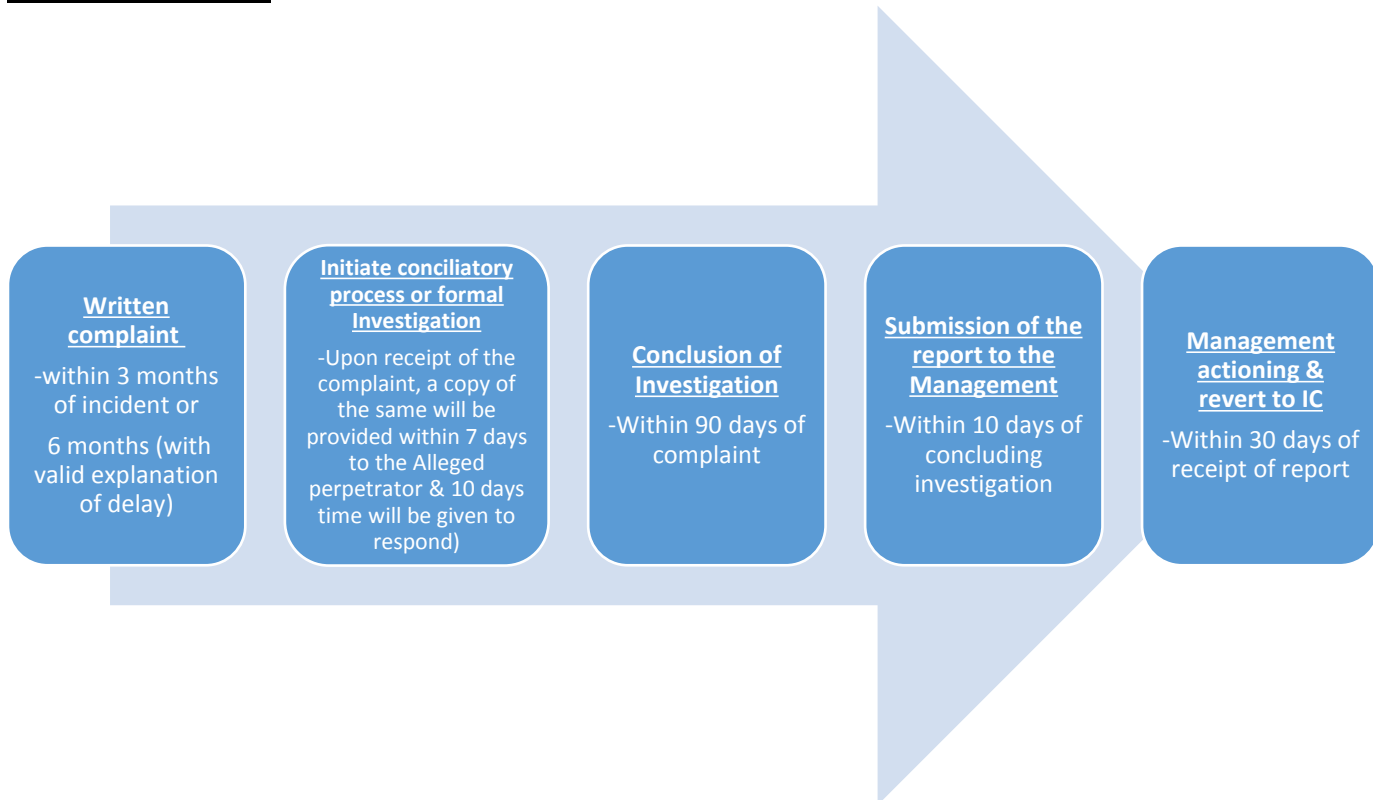 Written
complaint
-within 3 months
of incident or
6 months (with
valid explanation
of delay)
Initiate conciliatory
process or formal
Investigation
-Upon receipt of the
complaint, a copy of
the same will be
provided within 7 days
to the Alleged
perpetrator & 10 days
time will be given to
respond)
Conclusion of
Investigation
-Within 90 days of
complaint
Submission of the
report to the
Management
-Within 10 days of
concluding
investigation
Management
actioning &
revert to IC
-Within 30 days of
receipt of report